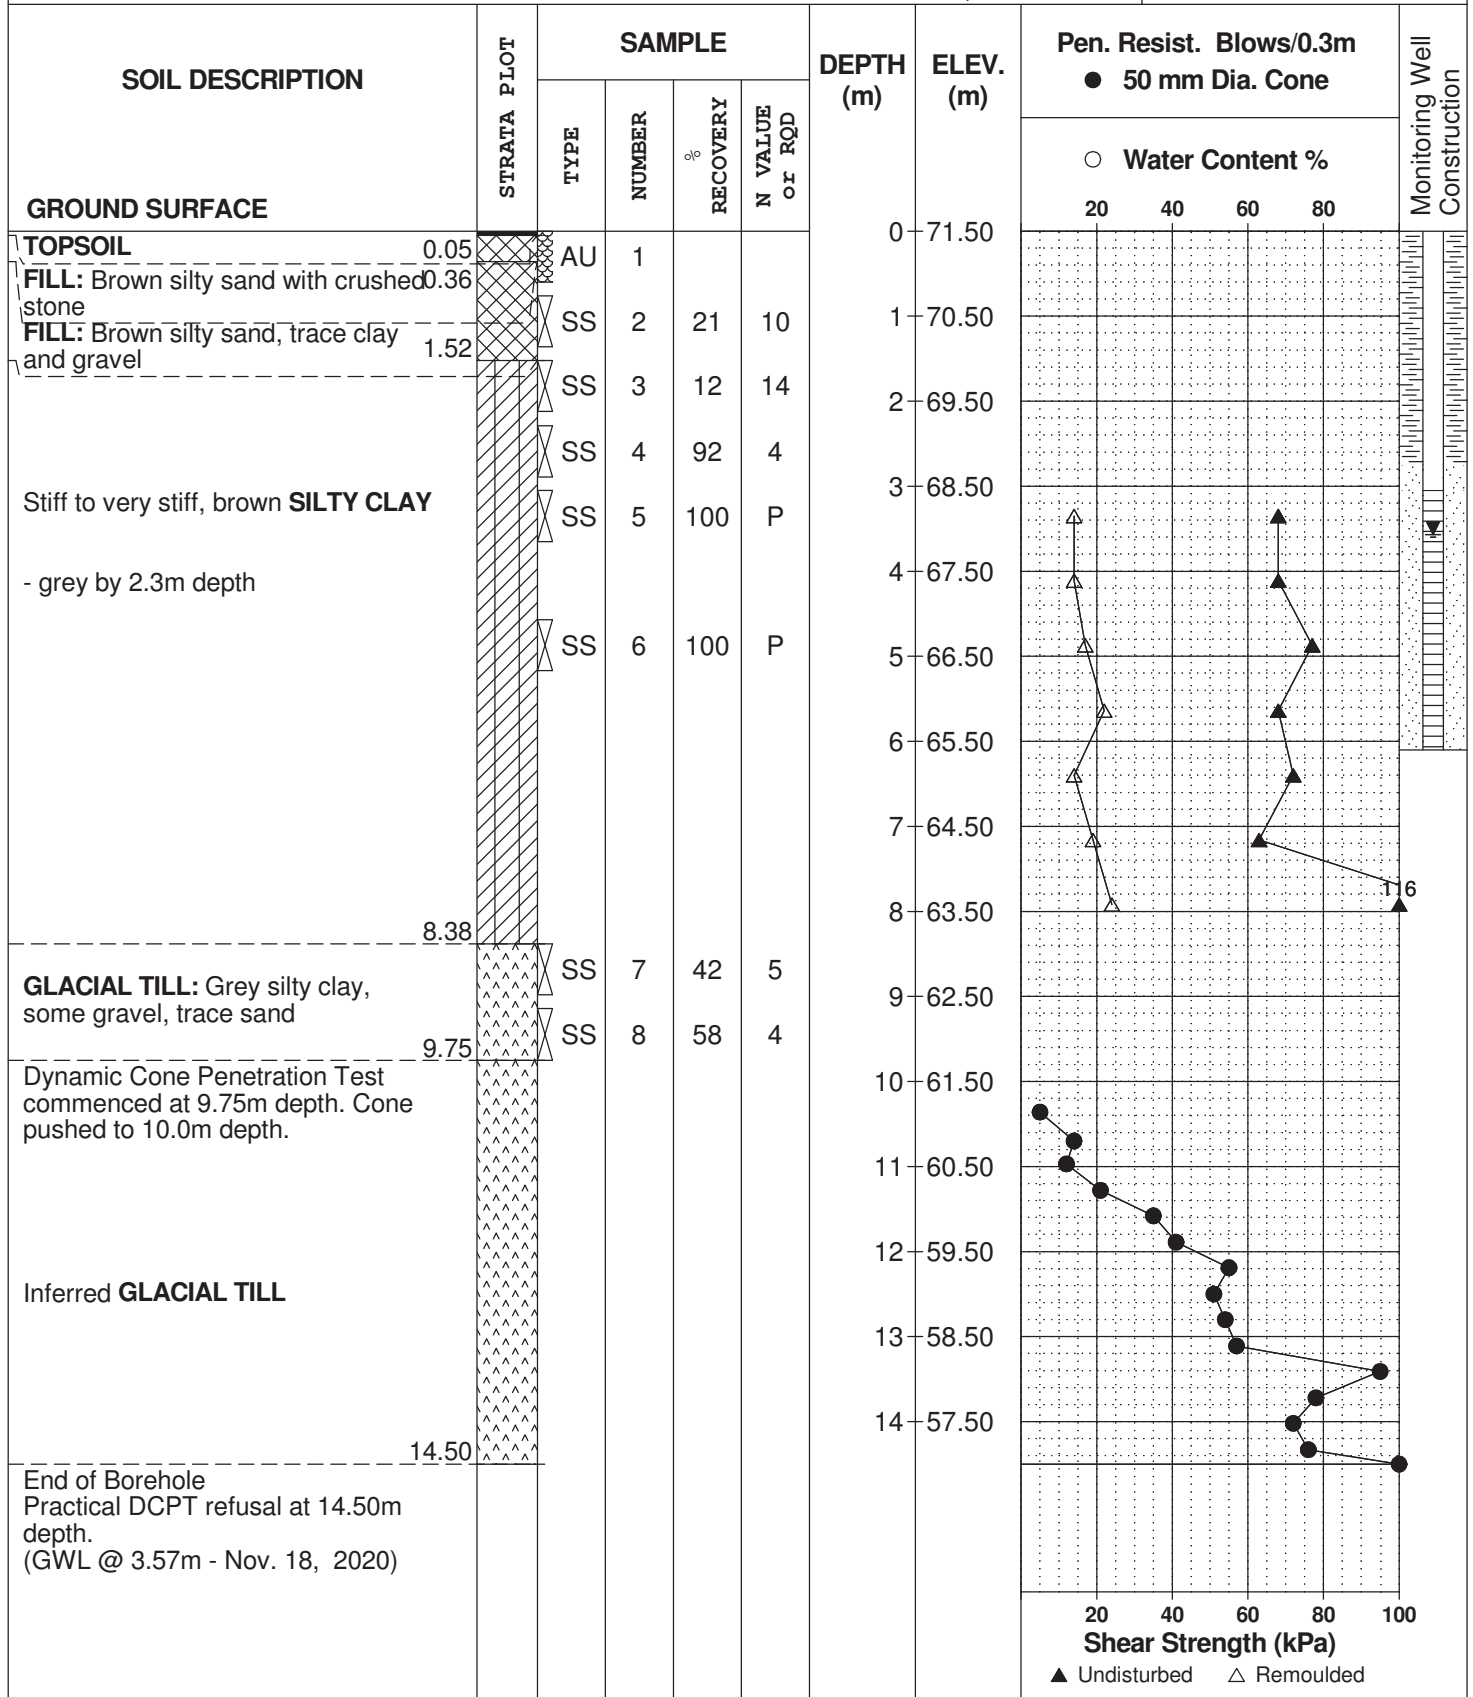 SOIL DESCRIPTION
GROUND SURFACE
STRATA PLOT
SAMPLE
TYPE
NUMBER
%
RECOVERY
N VALUE
or RQD
DEPTH
(m)
ELEV.
(m)
Pen. Resist. Blows/0.3m
● 50 mm Dia. Cone
○ Water Content %
20 40 60 80
Monitoring Well
Construction
TOPSOIL 0.05
FILL: Brown silty sand with crushed 0.36
stone
FILL: Brown silty sand, trace clay
and gravel 1.52
Stiff to very stiff, brown SILTY CLAY
- grey by 2.3m depth
8.38
GLACIAL TILL: Grey silty clay,
some gravel, trace sand
9.75
Dynamic Cone Penetration Test
commenced at 9.75m depth. Cone
pushed to 10.0m depth.
Inferred GLACIAL TILL
14.50
End of Borehole
Practical DCPT refusal at 14.50m
depth.
(GWL @ 3.57m - Nov. 18, 2020)
AU 1
SS 2 21 10
SS 3 12 14
SS 4 92 4
SS 5 100 P
SS 6 100 P
SS 7 42 5
SS 8 58 4
0 71.50
1 70.50
2 69.50
3 68.50
4 67.50
5 66.50
6 65.50
7 64.50
8 63.50
9 62.50
10 61.50
11 60.50
12 59.50
13 58.50
14 57.50
116
20 40 60 80 100
Shear Strength (kPa)
▲ Undisturbed △ Remoulded